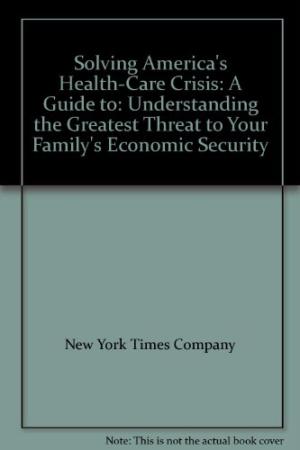 Solving America's
Health-Care Crisis: A
Guide to: Understanding
the Greatest Threat to Your
Family's Economic Security
New York Times Company
Note: This is not the actual book cover